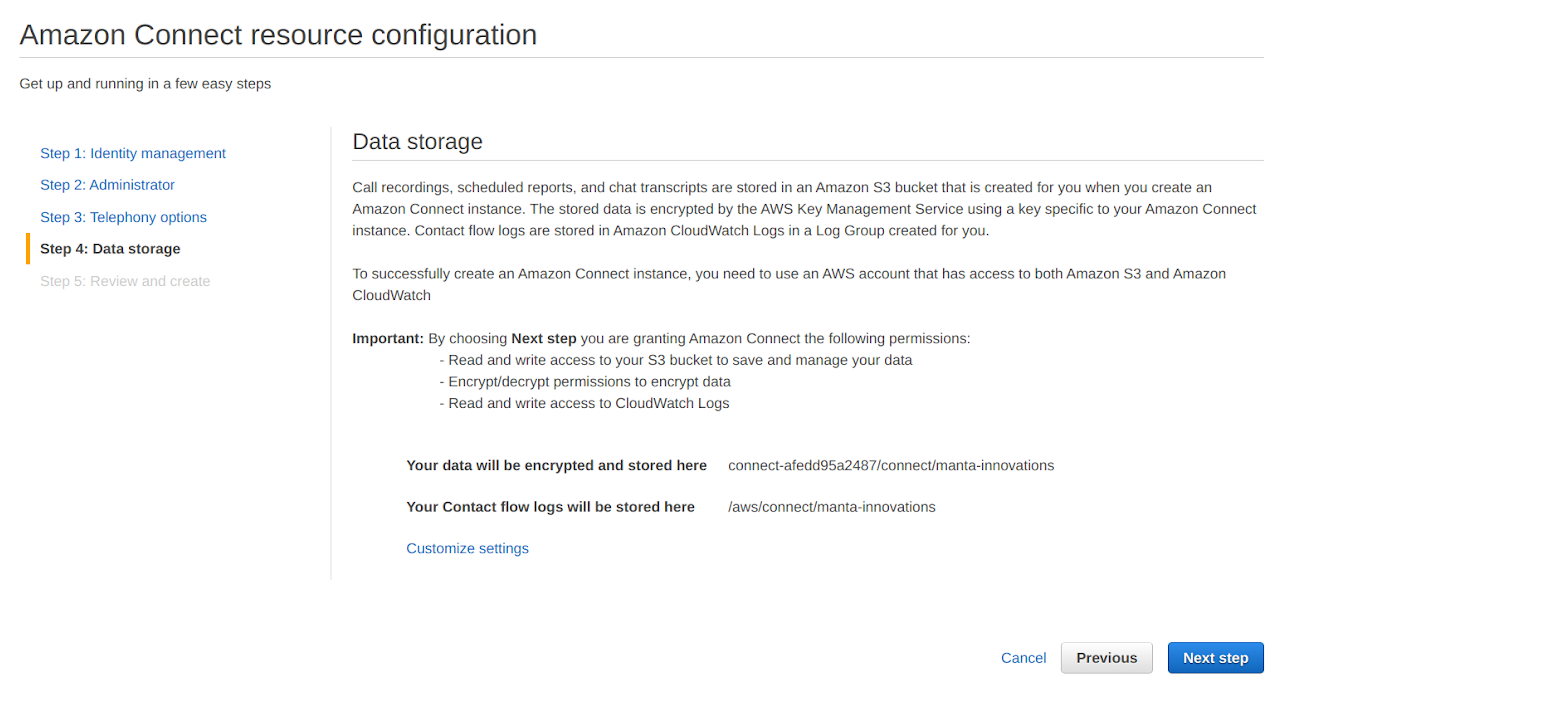 Amazon Connect resource configuration
Get up and running in a few easy steps
Step 1: Identity management
Step 2: Administrator
Step 3: Telephony options
Step 4: Data storage
Step 5: Review and create
Data storage
Call recordings, scheduled reports, and chat transcripts are stored in an Amazon S3 bucket that is created for you when you create an
Amazon Connect instance. The stored data is encrypted by the AWS Key Management Service using a key specific to your Amazon Connect
instance. Contact flow logs are stored in Amazon CloudWatch Logs in a Log Group created for you.
To successfully create an Amazon Connect instance, you need to use an AWS account that has access to both Amazon S3 and Amazon
CloudWatch
Important: By choosing Next step you are granting Amazon Connect the following permissions:
- Read and write access to your S3 bucket to save and manage your data
- Encrypt/decrypt permissions to encrypt data
- Read and write access to CloudWatch Logs
Your data will be encrypted and stored here connect-afedd95a2487/connect/manta-innovations
Your Contact flow logs will be stored here /aws/connect/manta-innovations
Customize settings
Cancel Previous Next step